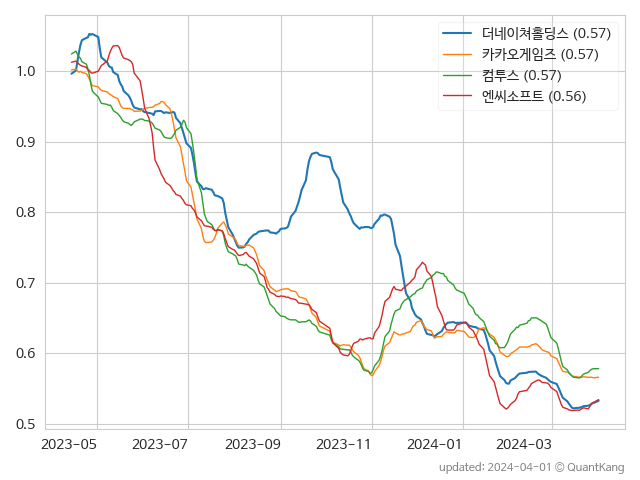 더네이쳐홀딩스 (0.57)
카카오게임즈 (0.57)
컴투스 (0.57)
엔씨소프트 (0.56)
1.0
0.9
0.8
0.7
0.6
0.5
2023-05 2023-07 2023-09 2023-11 2024-01 2024-03
updated: 2024-04-01 © QuantKang